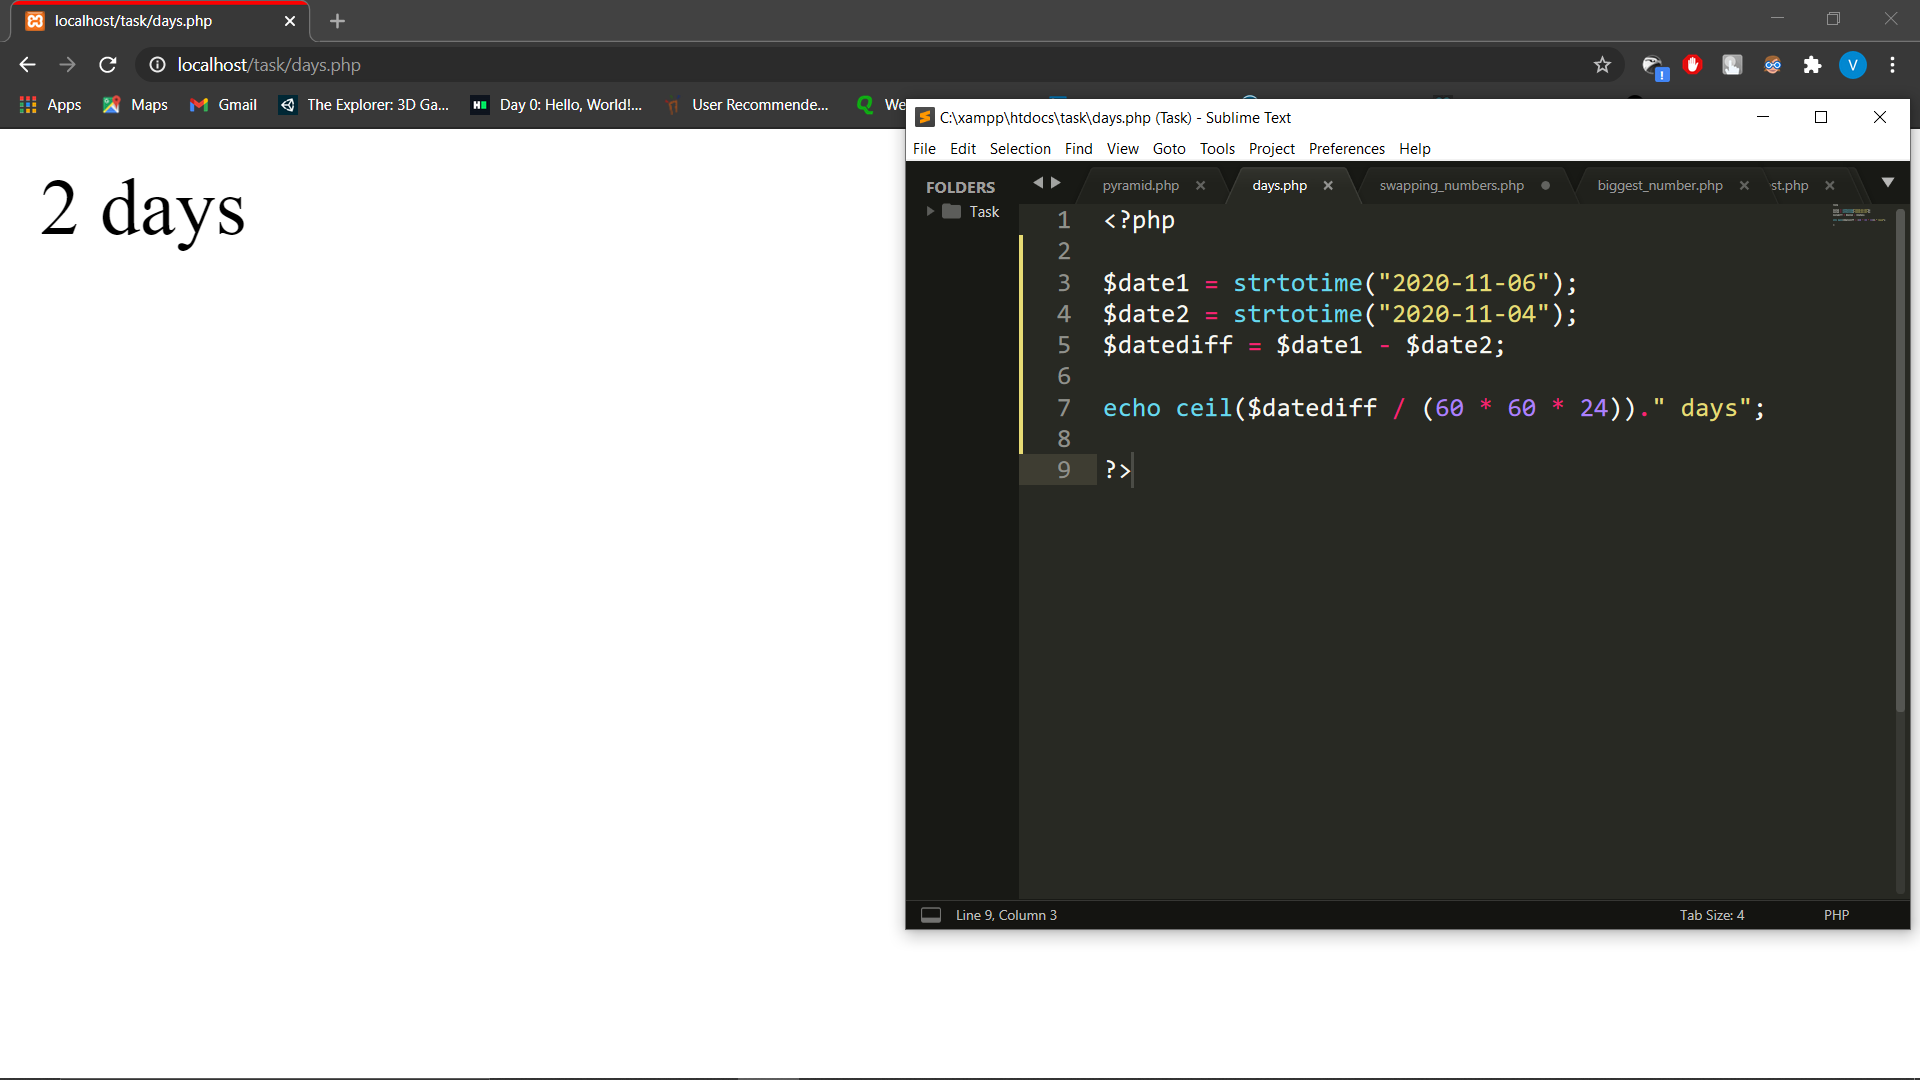 localhost/task/days.php
localhost/task/days.php
V
Apps Maps Gmail The Explorer: 3D Ga... Day 0: Hello, World!... User Recommende... We
2 days
C:\xampp\htdocs\task\days.php (Task) - Sublime Text
File Edit Selection Find View Goto Tools Project Preferences Help
FOLDERS
Task
pyramid.php days.php swapping_numbers.php biggest_number.php st.php
1 <?php
2
3 $date1 = strtotime("2020-11-06");
4 $date2 = strtotime("2020-11-04");
5 $datediff = $date1 - $date2;
6
7 echo ceil($datediff / (60 * 60 * 24))." days";
8
9 ?>
Line 9, Column 3 Tab Size: 4 PHP